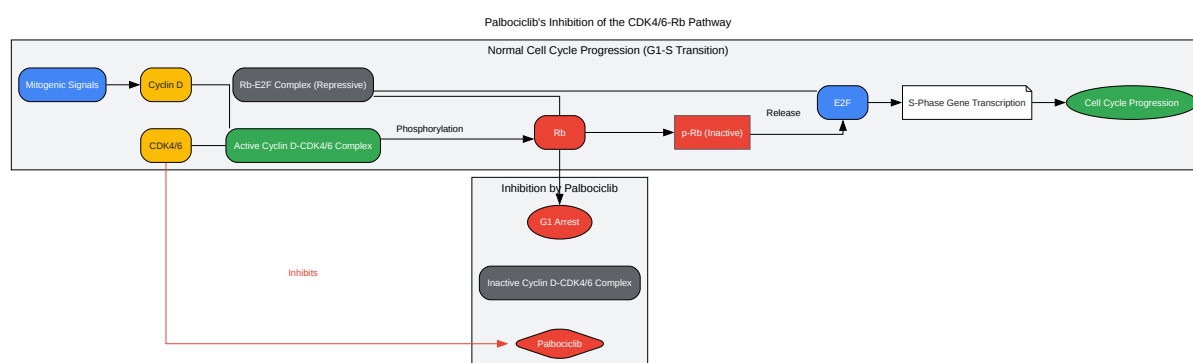 Palbociclib's Inhibition of the CDK4/6-Rb Pathway
Normal Cell Cycle Progression (G1-S Transition)
Mitogenic Signals
Cyclin D
Rb-E2F Complex (Repressive)
E2F
S-Phase Gene Transcription
Cell Cycle Progression
Release
CDK4/6
Active Cyclin D-CDK4/6 Complex
Phosphorylation
Rb
p-Rb (Inactive)
Inhibition by Palbociclib
G1 Arrest
Inhibits
Inactive Cyclin D-CDK4/6 Complex
Palbociclib